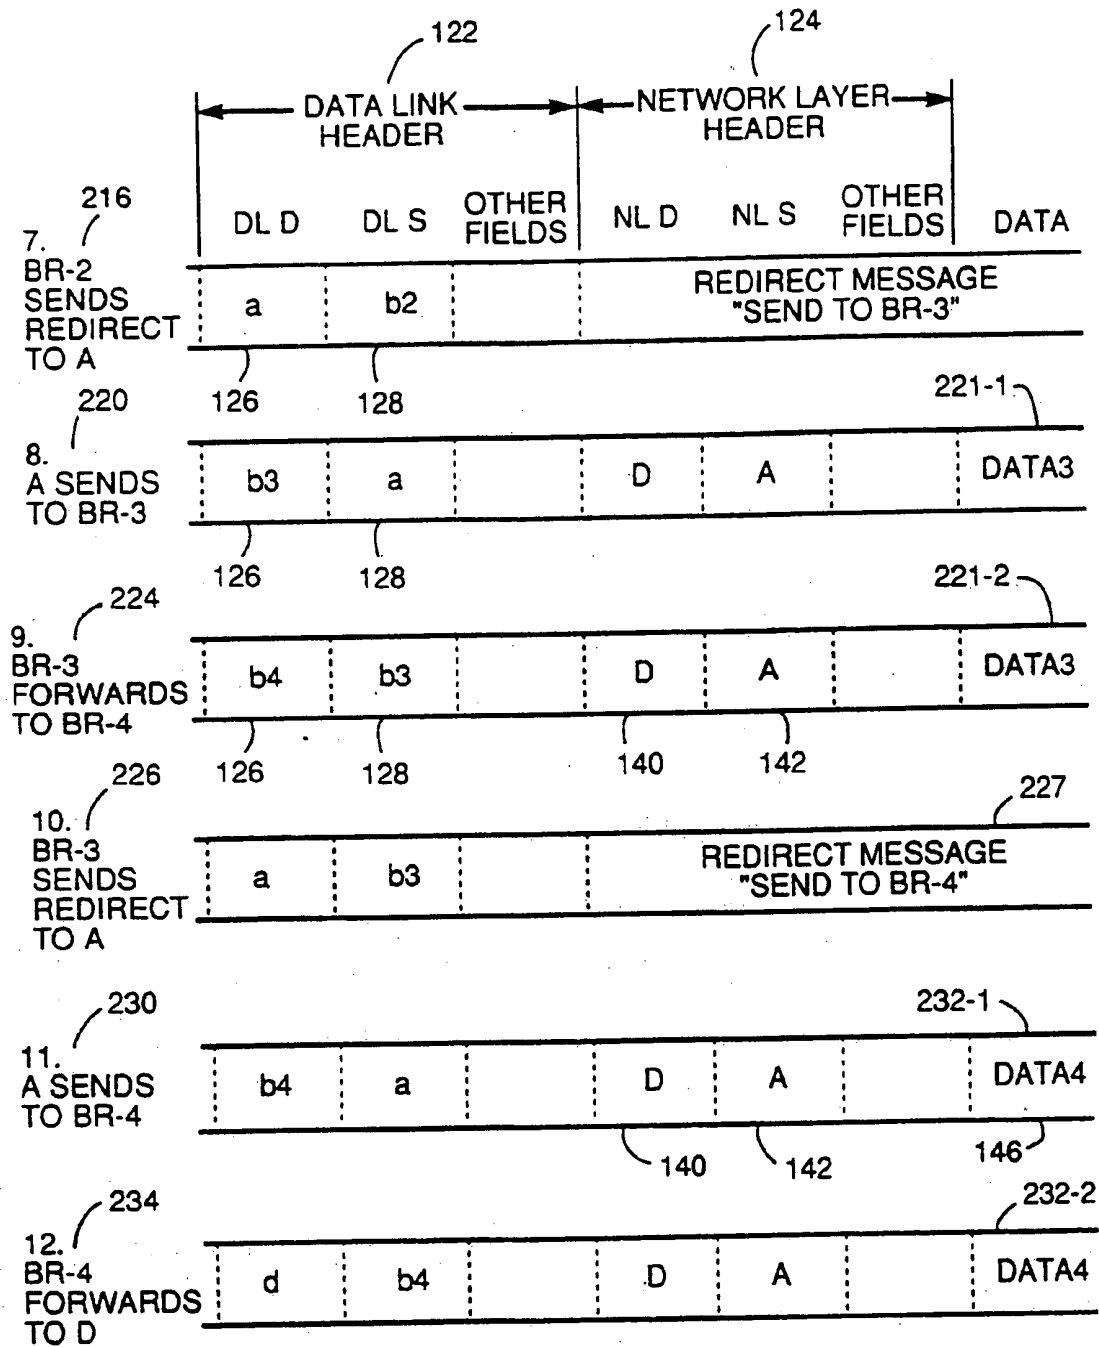 122
124
DATA LINK
HEADER
NETWORK LAYER
HEADER
216
DL D
DL S
OTHER
FIELDS
NL D
NL S
OTHER
FIELDS
DATA
7.
BR-2
SENDS
REDIRECT
TO A
a
b2
REDIRECT MESSAGE
"SEND TO BR-3"
126
128
220
221-1
8.
A SENDS
TO BR-3
b3
a
D
A
DATA3
126
128
224
221-2
9.
BR-3
FORWARDS
TO BR-4
b4
b3
D
A
DATA3
126
128
140
142
226
227
10.
BR-3
SENDS
REDIRECT
TO A
a
b3
REDIRECT MESSAGE
"SEND TO BR-4"
230
232-1
11.
A SENDS
TO BR-4
b4
a
D
A
DATA4
140
142
146
234
232-2
12.
BR-4
FORWARDS
TO D
d
b4
D
A
DATA4